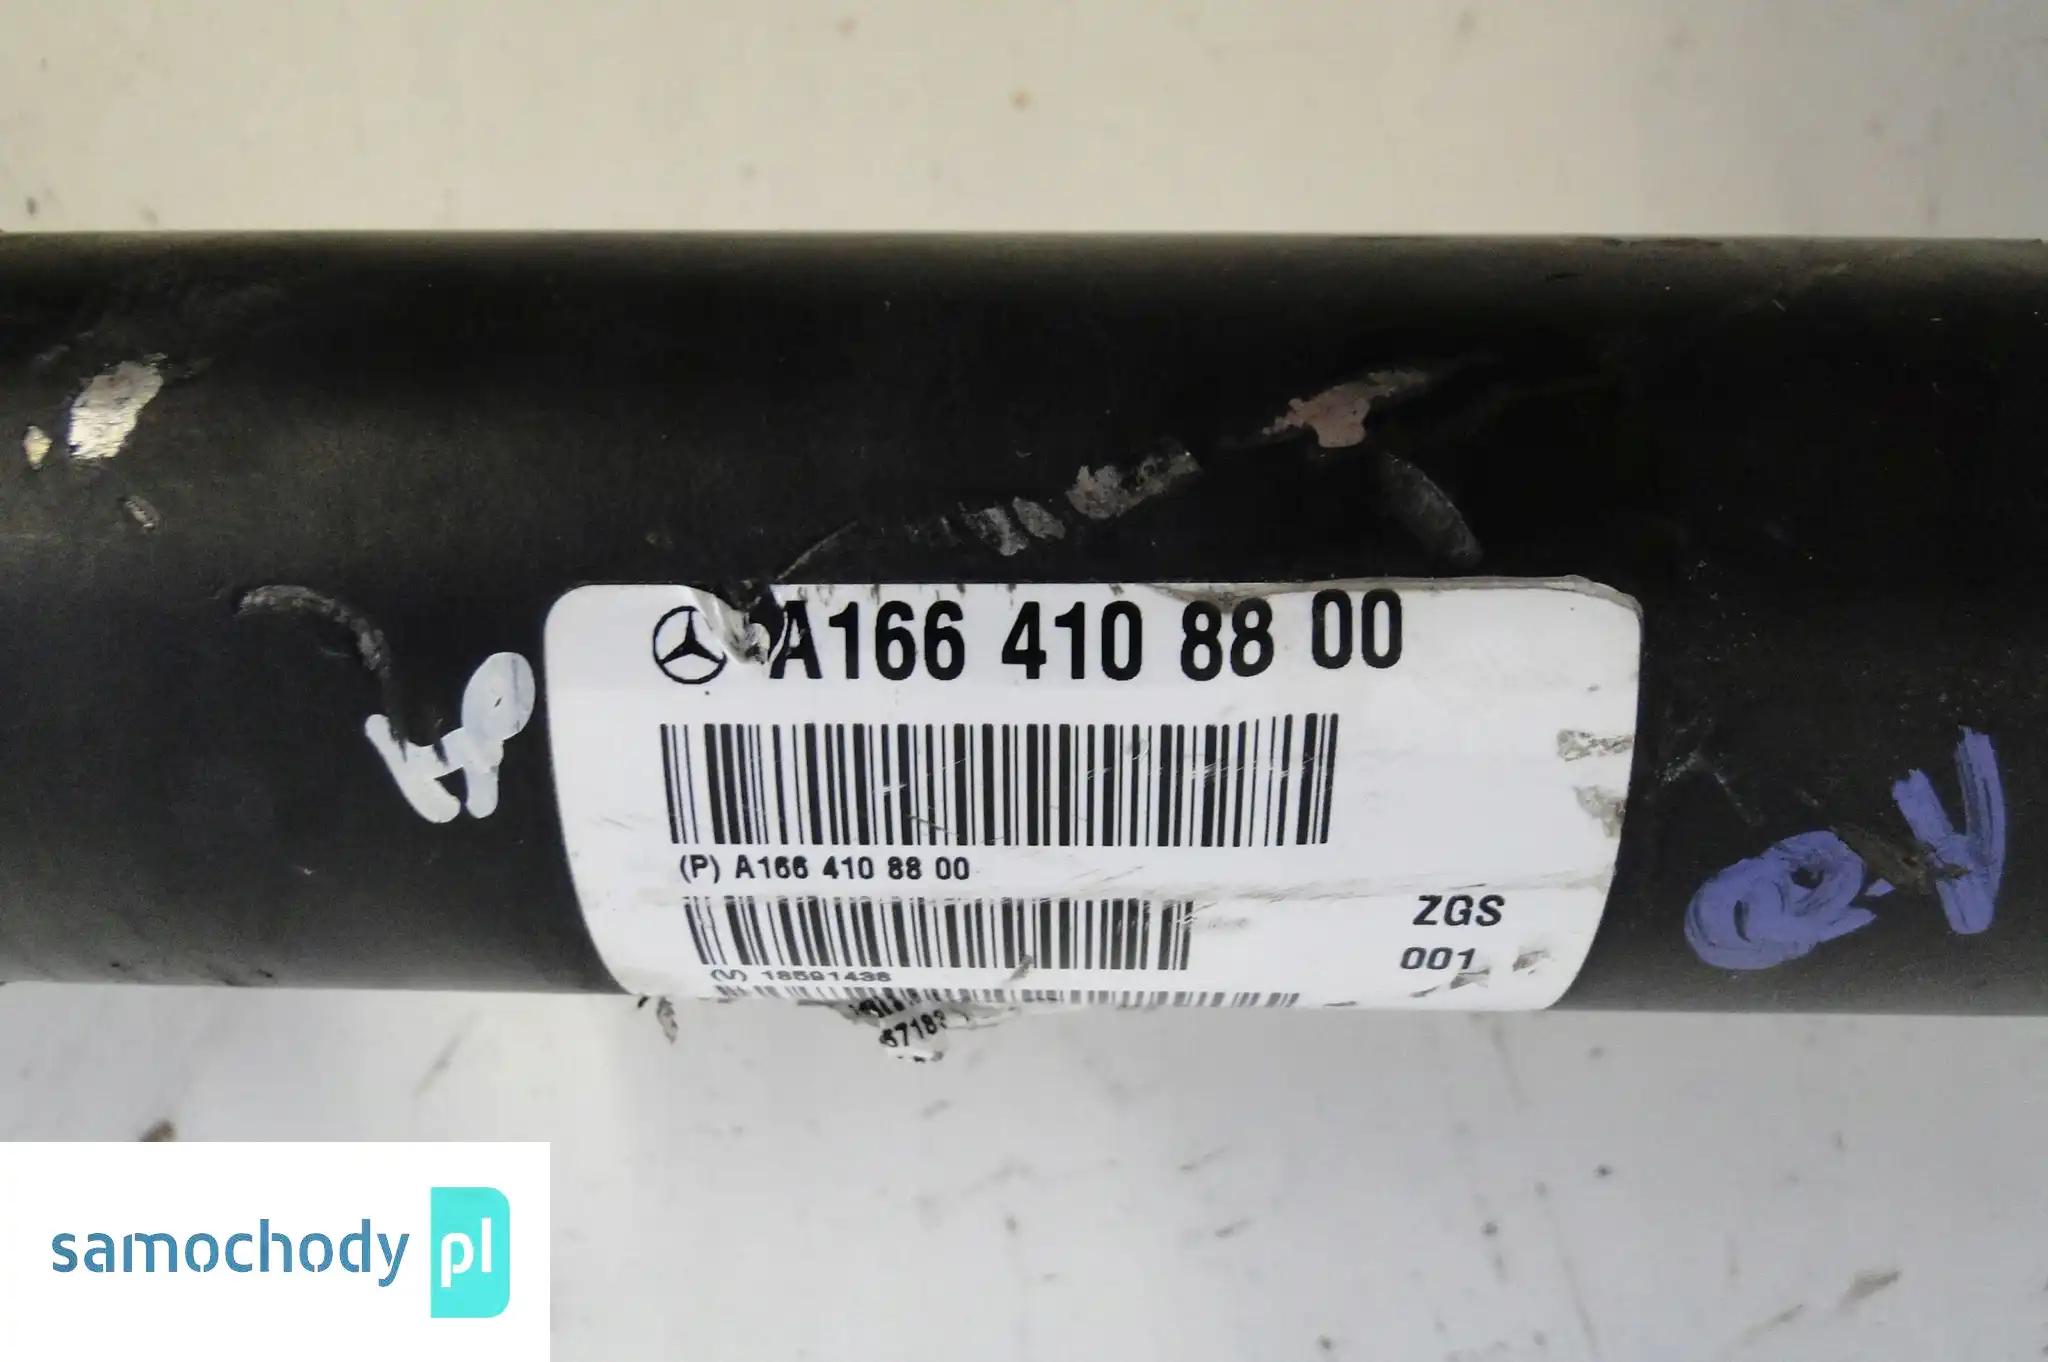 A166 410 88 00
(P) A166 410 88 00
ZGS
001
(V) 18591436
samochody pl